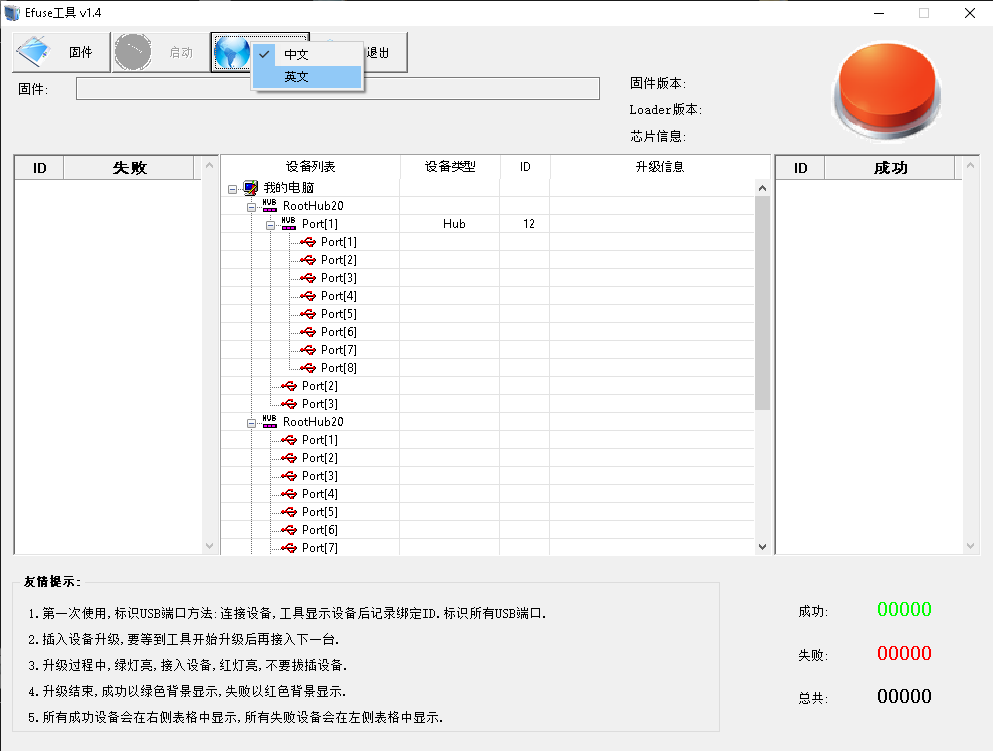 Efuse工具 v1.4
固件
启动
中文
英文
退出
固件:
固件版本:
Loader版本:
芯片信息:
ID 失败
设备列表 设备类型 ID 升级信息
ID 成功
我的电脑
HUB RootHub20
HUB Port[1] Hub 12
Port[1]
Port[2]
Port[3]
Port[4]
Port[5]
Port[6]
Port[7]
Port[8]
Port[2]
Port[3]
HUB RootHub20
Port[1]
Port[2]
Port[3]
Port[4]
Port[5]
Port[6]
Port[7]
友情提示:
1.第一次使用,标识USB端口方法:连接设备,工具显示设备后记录绑定ID.标识所有USB端口.
2.插入设备升级,要等到工具开始升级后再接入下一台.
3.升级过程中,绿灯亮,接入设备,红灯亮,不要拔插设备.
4.升级结束,成功以绿色背景显示,失败以红色背景显示.
5.所有成功设备会在右侧表格中显示,所有失败设备会在左侧表格中显示.
成功: 00000
失败: 00000
总共: 00000